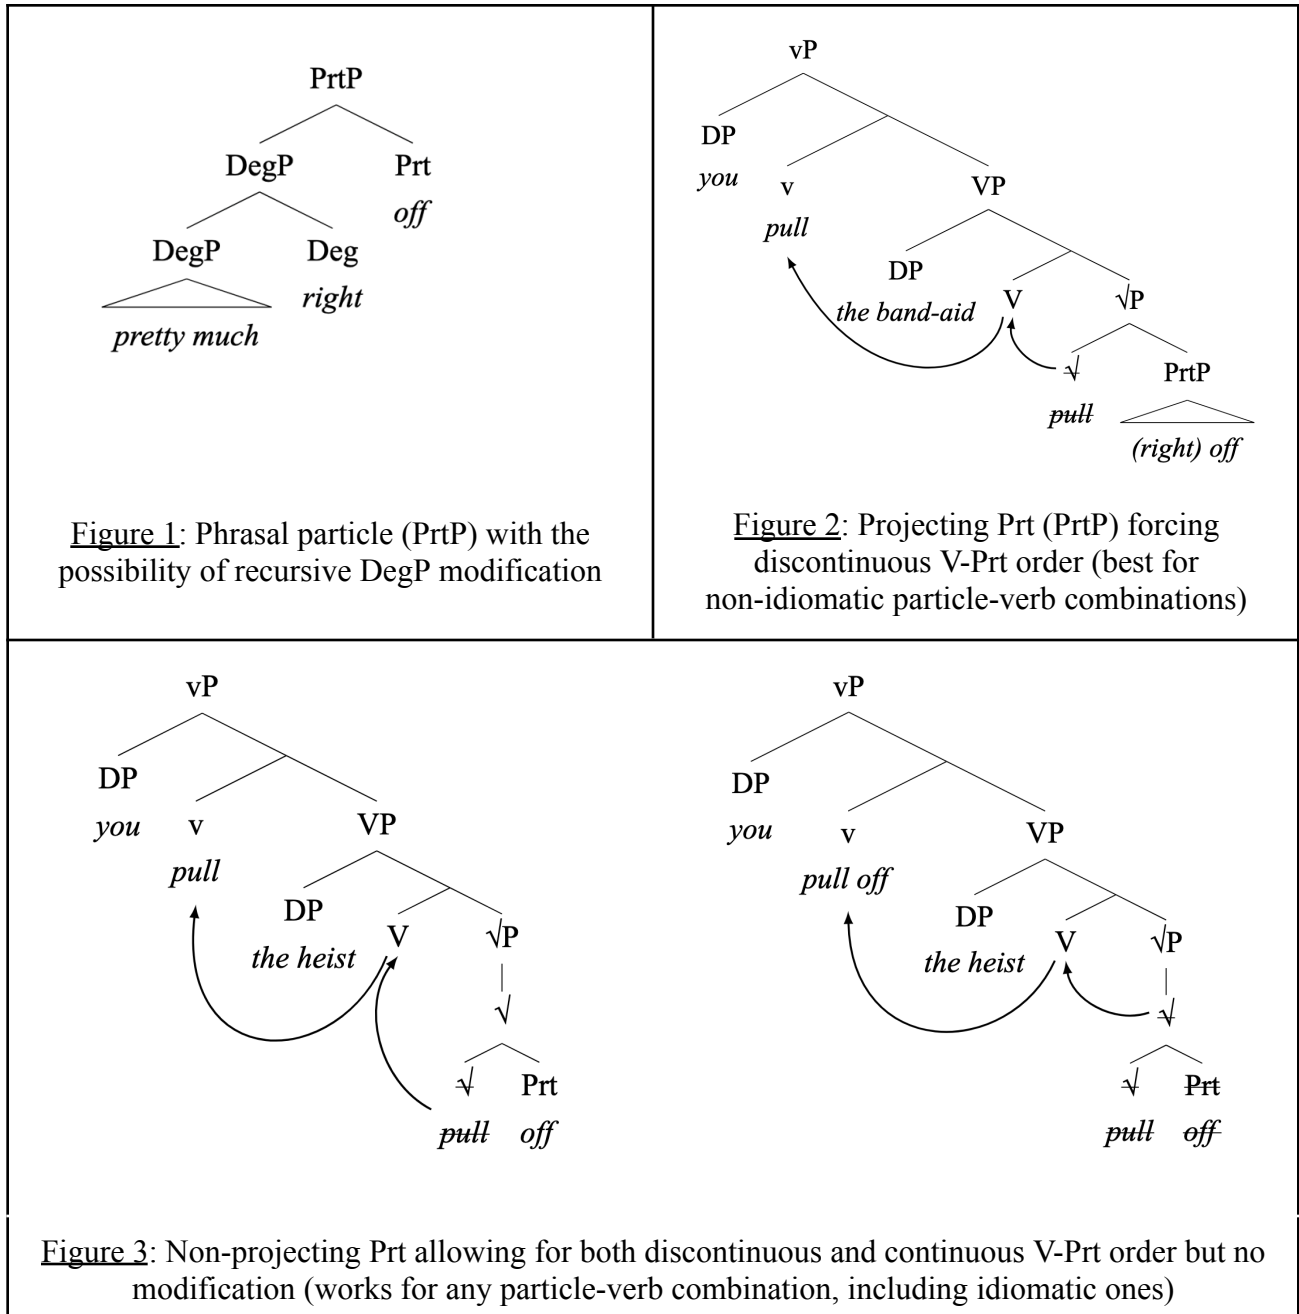 PrtP
DegP Prt
off
DegP Deg
right
pretty much
Figure 1: Phrasal particle (PrtP) with the
possibility of recursive DegP modification
vP
DP
you v VP
pull
DP
the band-aid V √P
√ PrtP
pull
(right) off
Figure 2: Projecting Prt (PrtP) forcing
discontinuous V-Prt order (best for
non-idiomatic particle-verb combinations)
vP
DP
you v VP
pull
DP
the heist V √P
√
√ Prt
pull off
vP
DP
you v VP
pull off
DP
the heist V √P
√
√ Prt
pull off
Figure 3: Non-projecting Prt allowing for both discontinuous and continuous V-Prt order but no
modification (works for any particle-verb combination, including idiomatic ones)